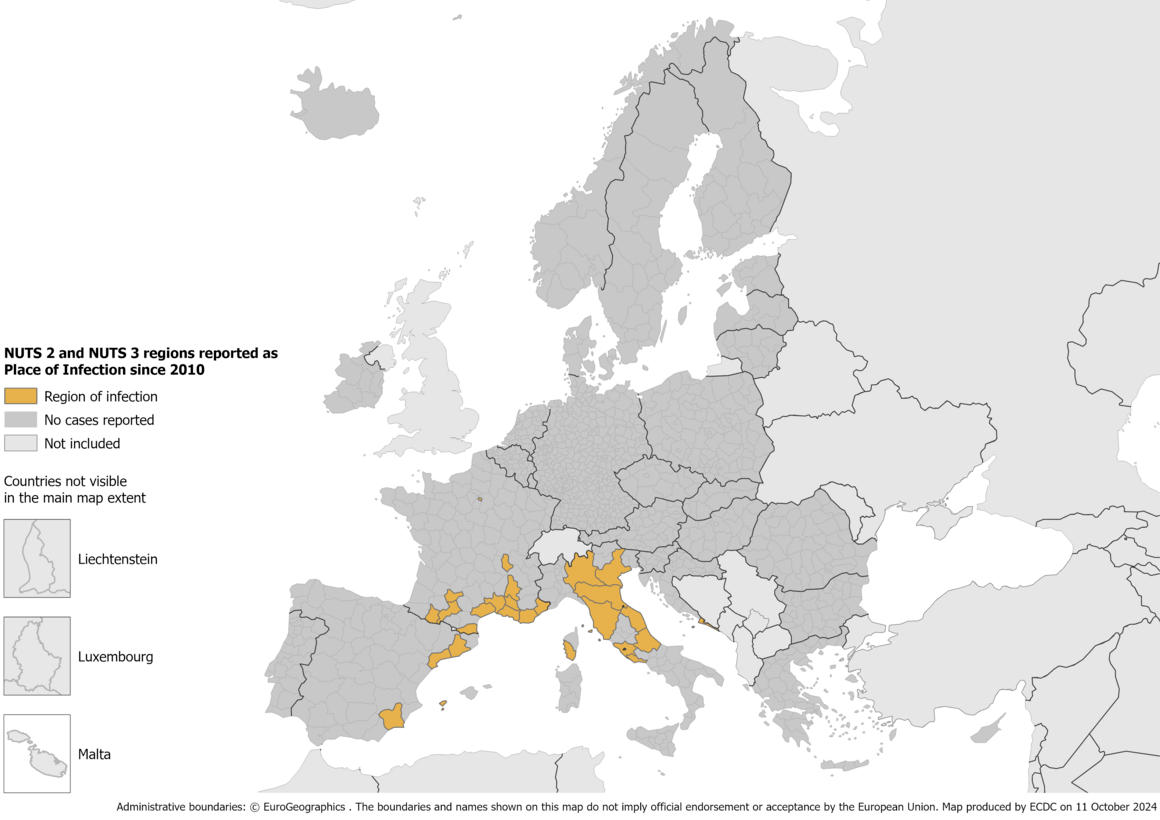 NUTS 2 and NUTS 3 regions reported as
Place of Infection since 2010
Region of infection
No cases reported
Not included
Countries not visible
in the main map extent
Liechtenstein
Luxembourg
Malta
Administrative boundaries: © EuroGeographics . The boundaries and names shown on this map do not imply official endorsement or acceptance by the European Union. Map produced by ECDC on 11 October 2024